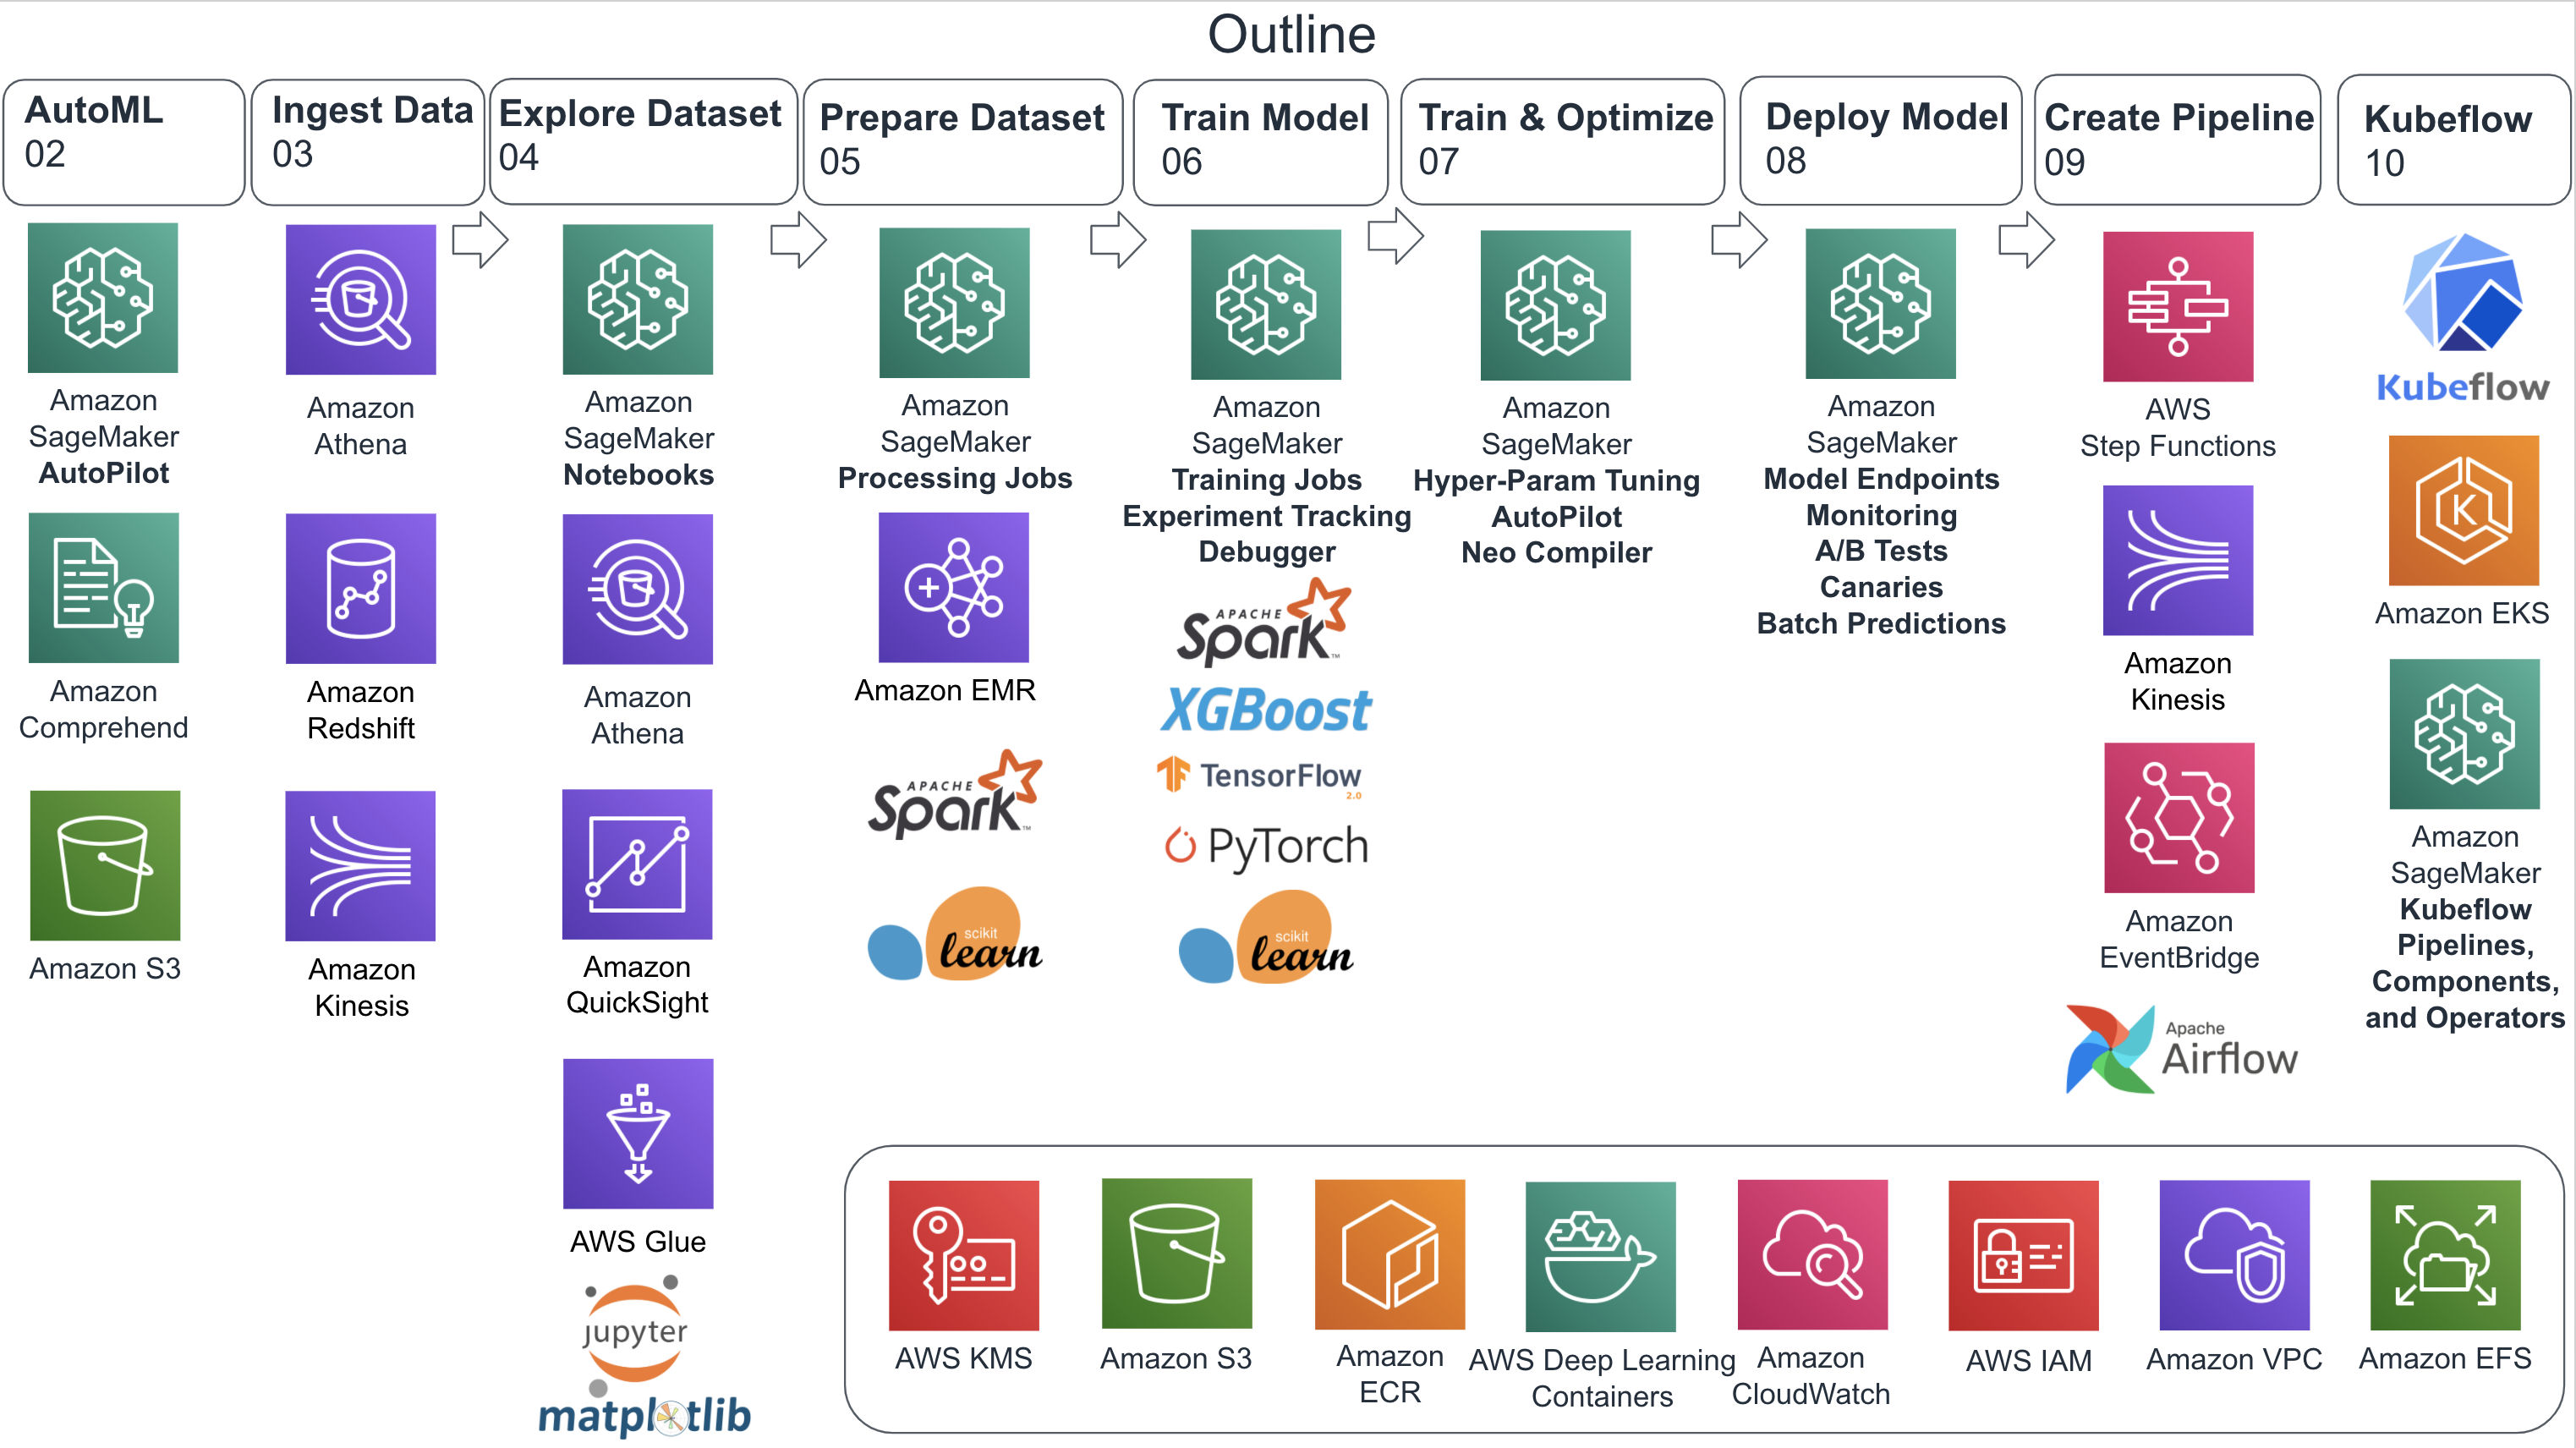 Outline
AutoML
02
Ingest Data
03
Explore Dataset
04
Prepare Dataset
05
Train Model
06
Train & Optimize
07
Deploy Model
08
Create Pipeline
09
Kubeflow
10
Amazon
SageMaker
AutoPilot
Amazon
Comprehend
Amazon S3
Amazon
Athena
Amazon
Redshift
Amazon
Kinesis
Amazon
SageMaker
Notebooks
Amazon
Athena
Amazon
QuickSight
AWS Glue
jupyter
matplotlib
Amazon
SageMaker
Processing Jobs
Amazon EMR
APACHE
Spark™
scikit
learn
Amazon
SageMaker
Training Jobs
Experiment Tracking
Debugger
APACHE
Spark™
XGBoost
TensorFlow
2.0
PyTorch
scikit
learn
Amazon
SageMaker
Hyper-Param Tuning
AutoPilot
Neo Compiler
Amazon
SageMaker
Model Endpoints
Monitoring
A/B Tests
Canaries
Batch Predictions
AWS
Step Functions
Amazon
Kinesis
Amazon
EventBridge
Apache
Airflow
Kubeflow
K
Amazon EKS
Amazon
SageMaker
Kubeflow
Pipelines,
Components,
and Operators
AWS KMS
Amazon S3
Amazon
ECR
AWS Deep Learning
Containers
Amazon
CloudWatch
AWS IAM
Amazon VPC
Amazon EFS